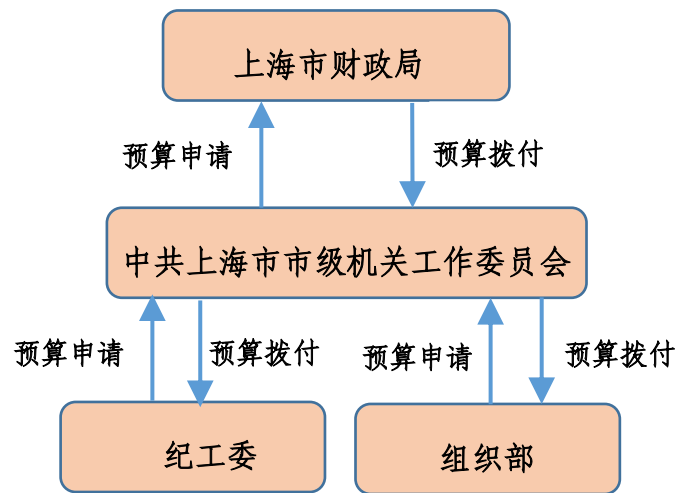 上海市财政局
预算申请
预算拨付
中共上海市市级机关工作委员会
预算申请
预算拨付
预算申请
预算拨付
纪工委
组织部